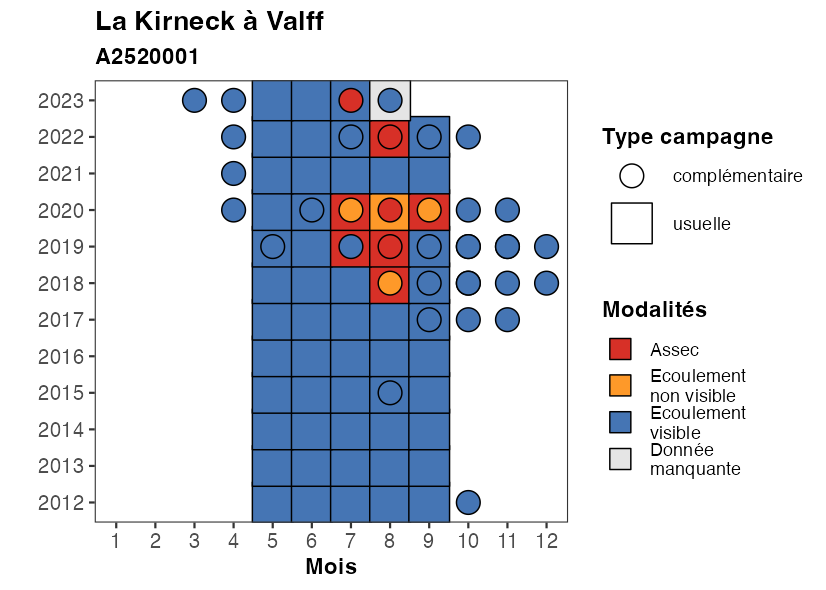 La Kirneck à Valff
A2520001
2023
2022
2021
2020
2019
2018
2017
2016
2015
2014
2013
2012
1 2 3 4 5 6 7 8 9 10 11 12
Mois
Type campagne
complémentaire
usuelle
Modalités
Assec
Ecoulement
non visible
Ecoulement
visible
Donnée
manquante